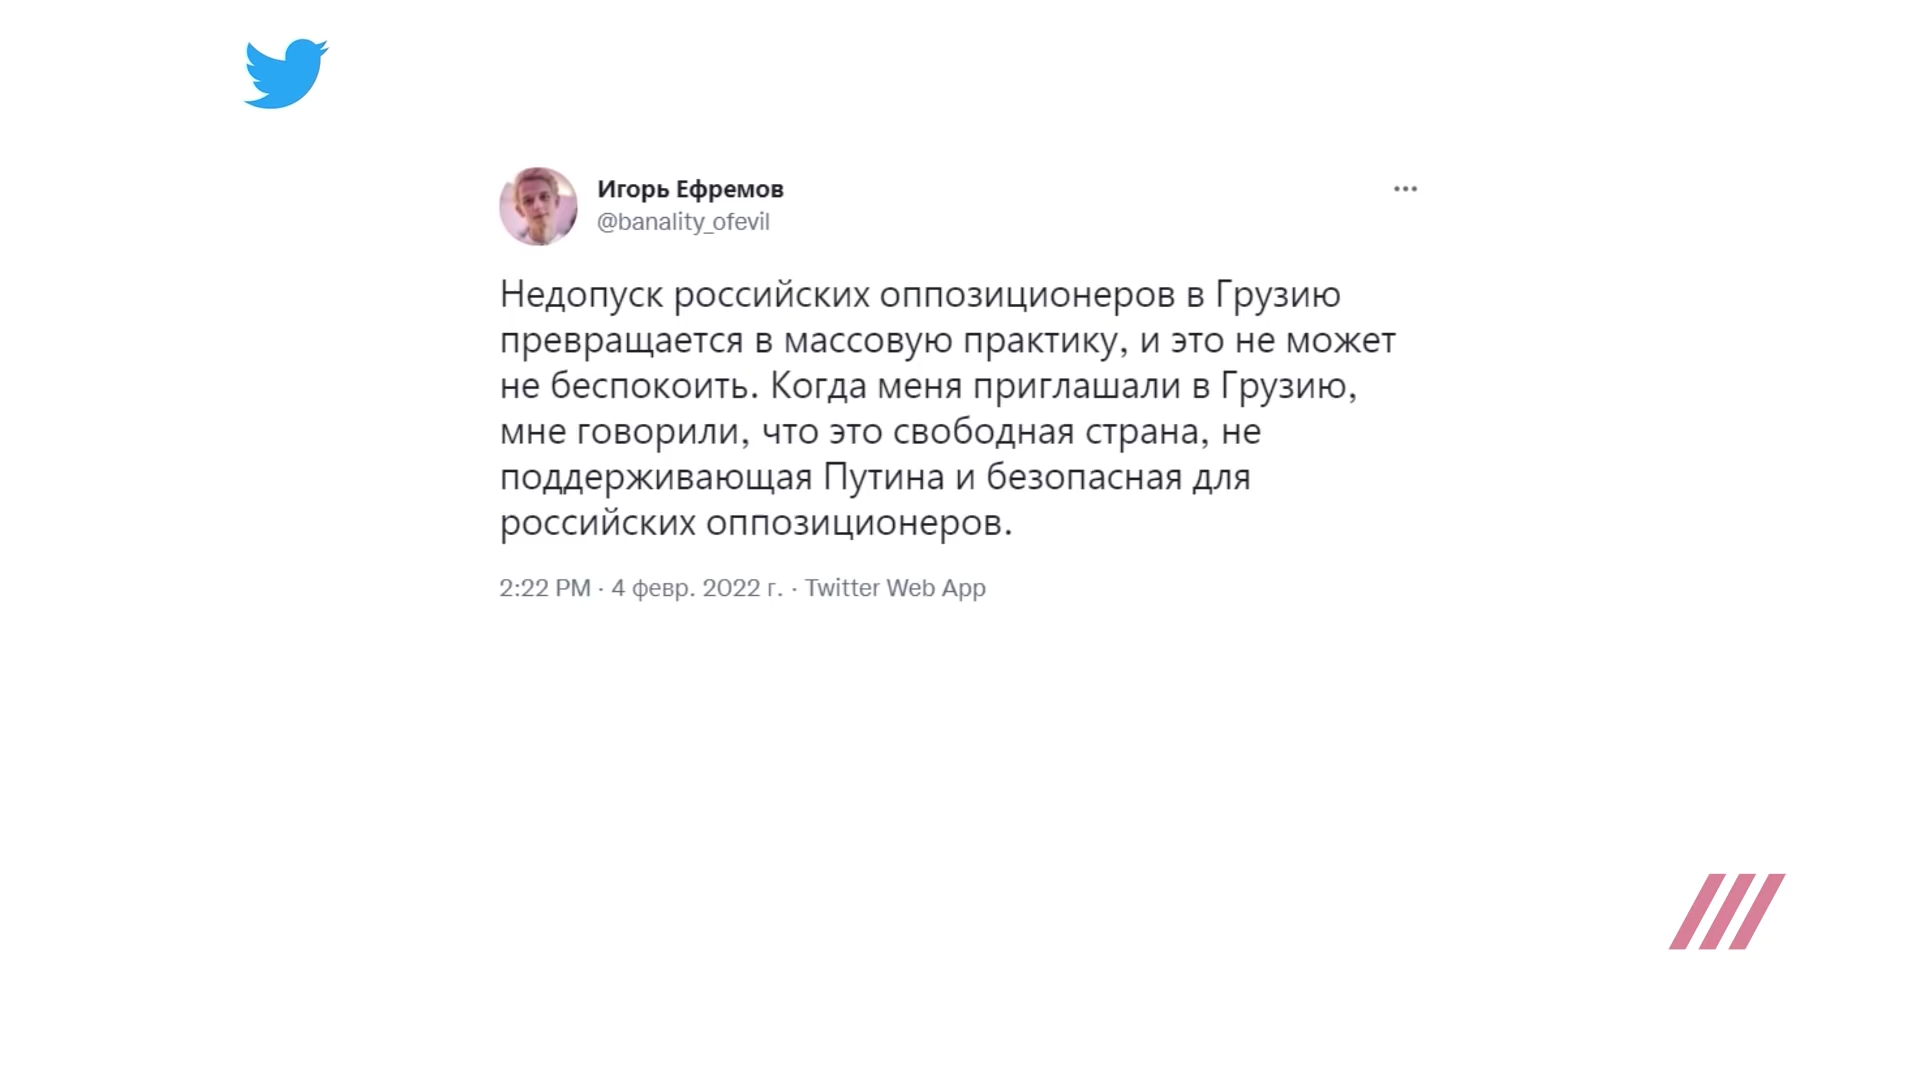 Игорь Ефремов
@banality_ofevil
Недопуск российских оппозиционеров в Грузию
превращается в массовую практику, и это не может
не беспокоить. Когда меня приглашали в Грузию,
мне говорили, что это свободная страна, не
поддерживающая Путина и безопасная для
российских оппозиционеров.
2:22 PM · 4 февр. 2022 г. · Twitter Web App